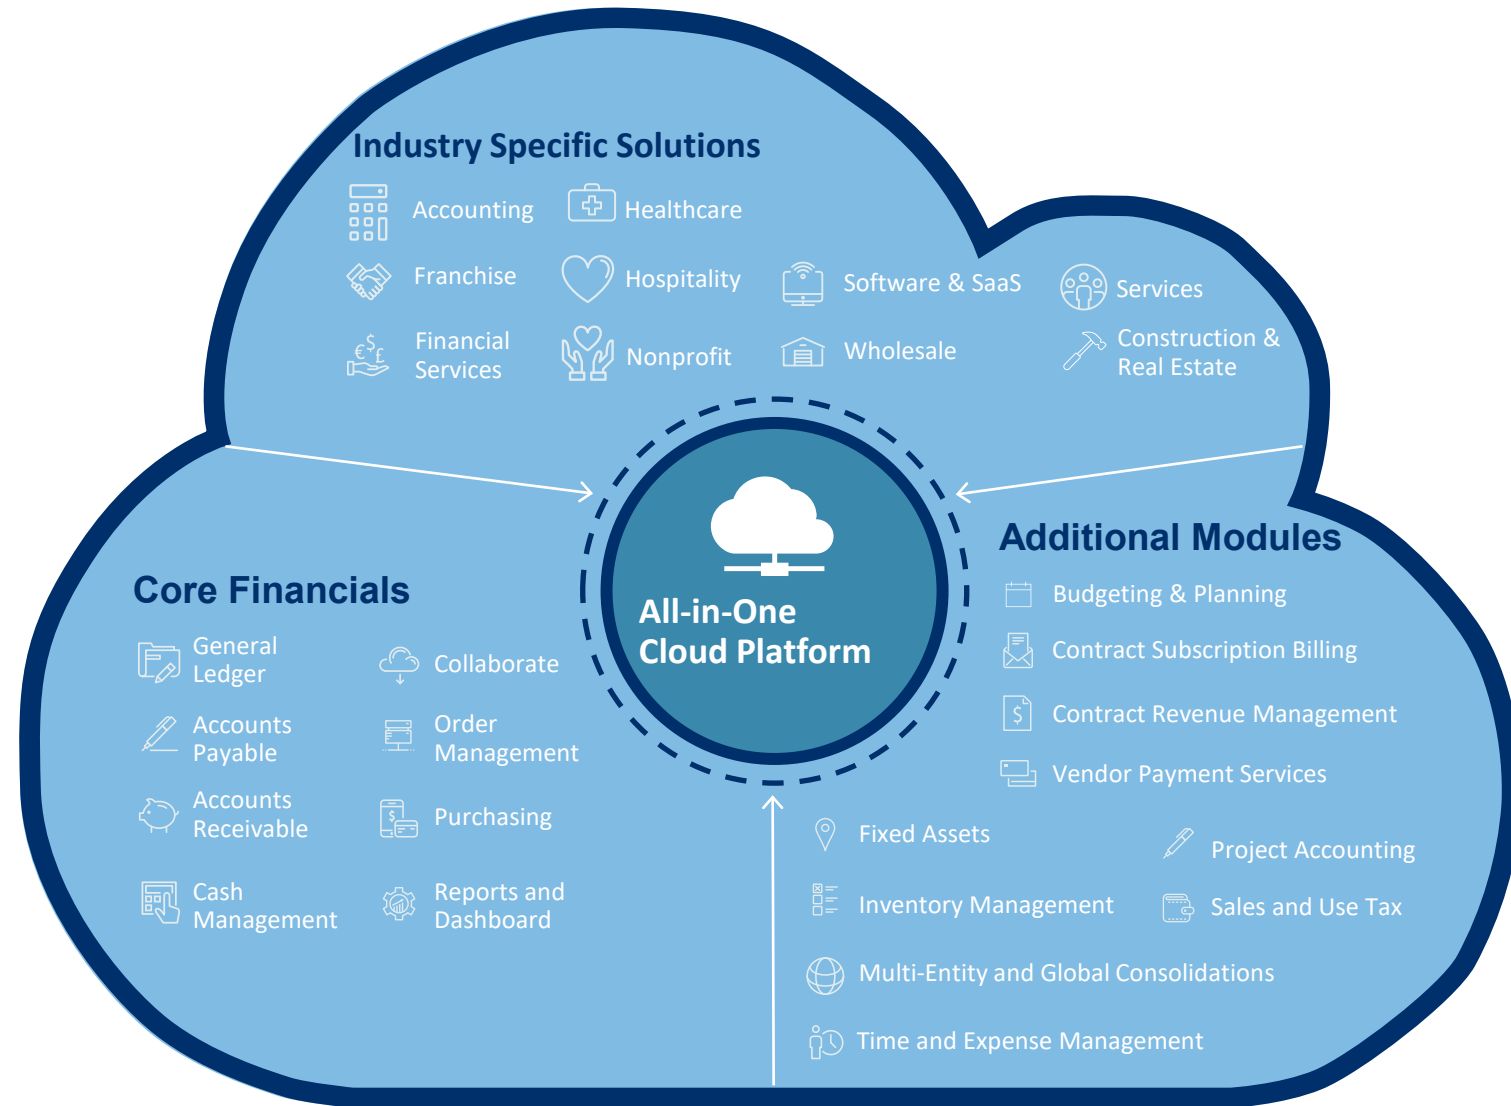 Industry Specific Solutions
Accounting
Healthcare
Franchise
Hospitality
Software & SaaS
Services
Financial
Services
Nonprofit
Wholesale
Construction &
Real Estate
All-in-One
Cloud Platform
Core Financials
General
Ledger
Collaborate
Accounts
Payable
Order
Management
Accounts
Receivable
Purchasing
Cash
Management
Reports and
Dashboard
Additional Modules
Budgeting & Planning
Contract Subscription Billing
Contract Revenue Management
Vendor Payment Services
Fixed Assets
Project Accounting
Inventory Management
Sales and Use Tax
Multi-Entity and Global Consolidations
Time and Expense Management